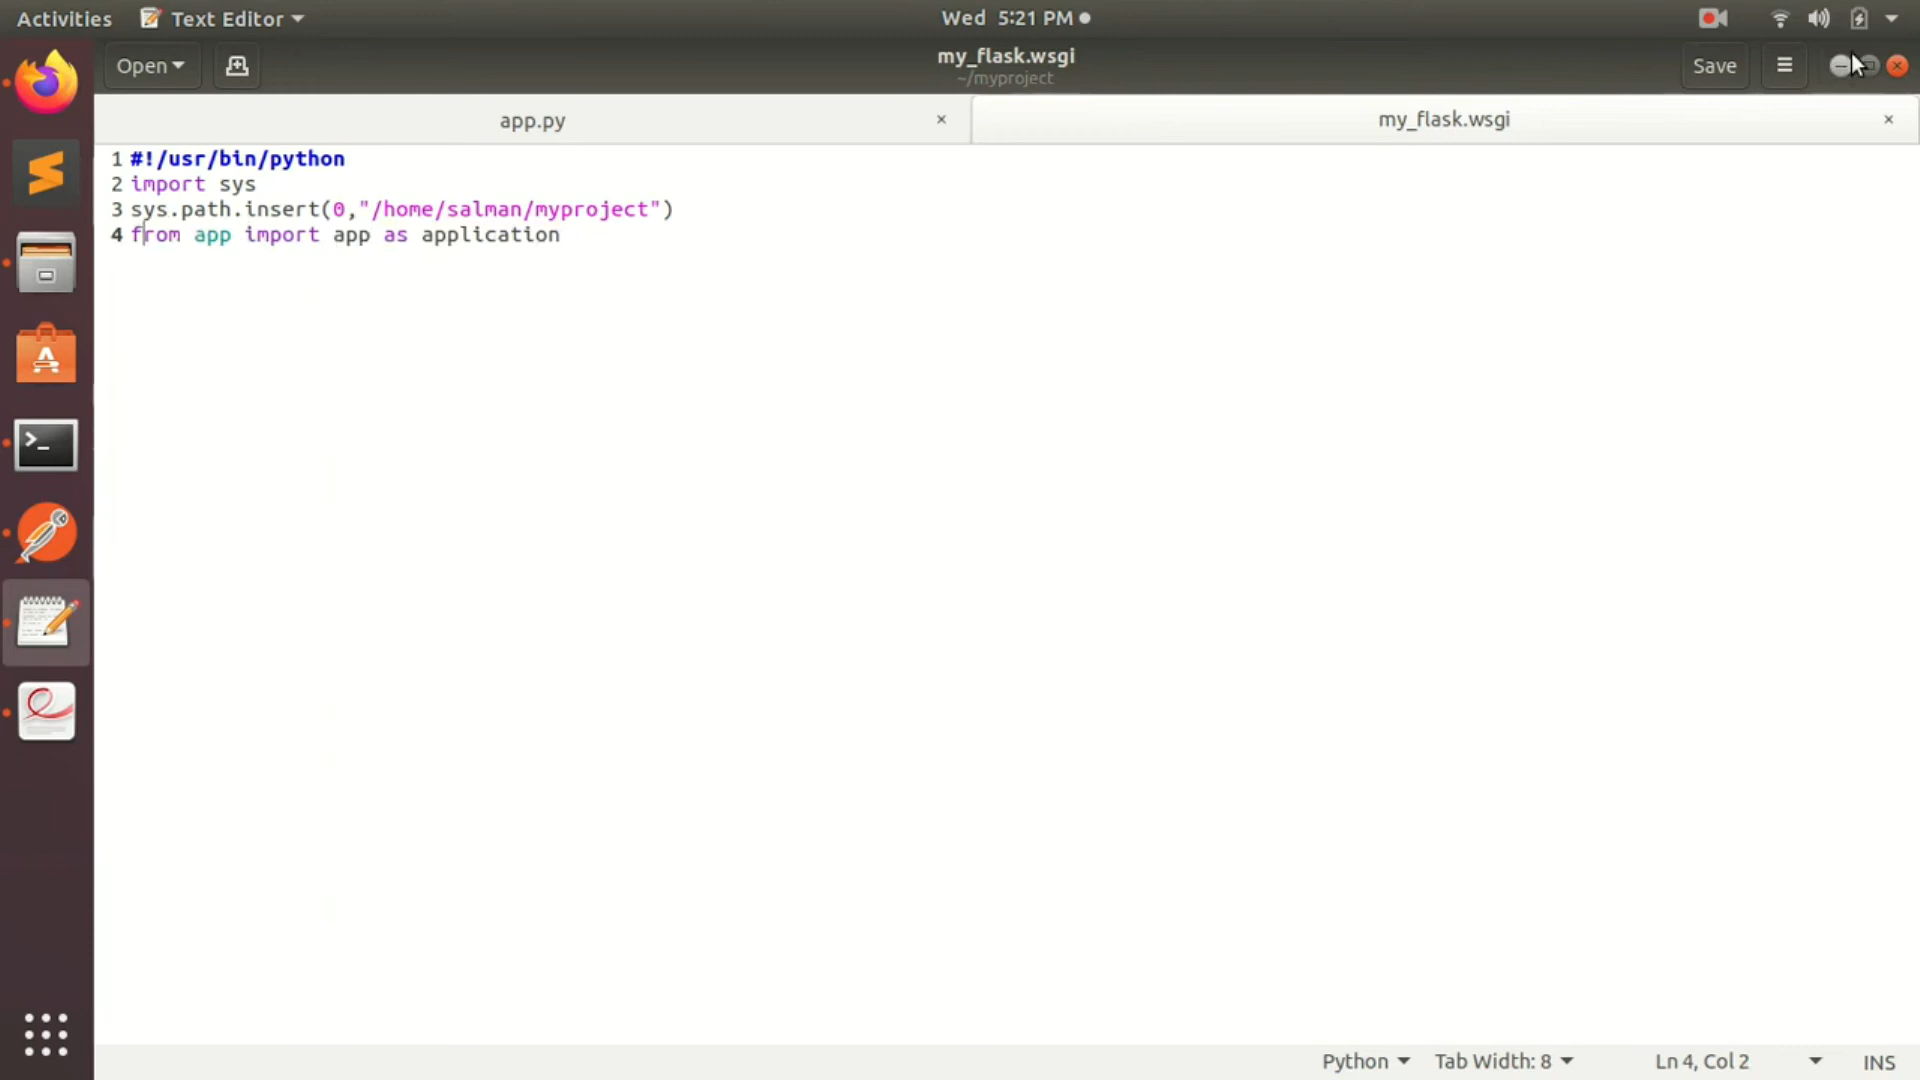 Activities Text Editor Wed 5:21 PM
Open my_flask.wsgi Save
~/myproject
app.py × my_flask.wsgi ×
1 #!/usr/bin/python
2 import sys
3 sys.path.insert(0,"/home/salman/myproject")
4 from app import app as application
Python Tab Width: 8 Ln 4, Col 2 INS